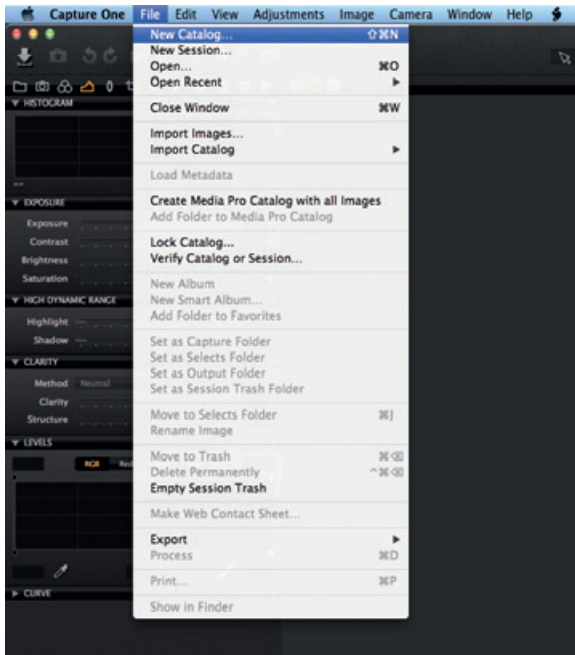 Capture One File Edit View Adjustments Image Camera Window Help
New Catalog... ⇧⌘N
New Session...
Open... ⌘O
Open Recent ▶
Close Window ⌘W
Import Images...
Import Catalog ▶
Load Metadata
Create Media Pro Catalog with all Images
Add Folder to Media Pro Catalog
Lock Catalog...
Verify Catalog or Session...
New Album
New Smart Album...
Add Folder to Favorites
Set as Capture Folder
Set as Selects Folder
Set as Output Folder
Set as Session Trash Folder
Move to Selects Folder ⌘J
Rename Image
Move to Trash ⌘⌫
Delete Permanently ^⌘⌫
Empty Session Trash
Make Web Contact Sheet...
Export ▶
Process ⌘D
Print... ⌘P
Show in Finder
HISTOGRAM
--
EXPOSURE
Exposure
Contrast
Brightness
Saturation
HIGH DYNAMIC RANGE
Highlight
Shadow
CLARITY
Method Neutral
Clarity
Structure
LEVELS
RGB Red
CURVE